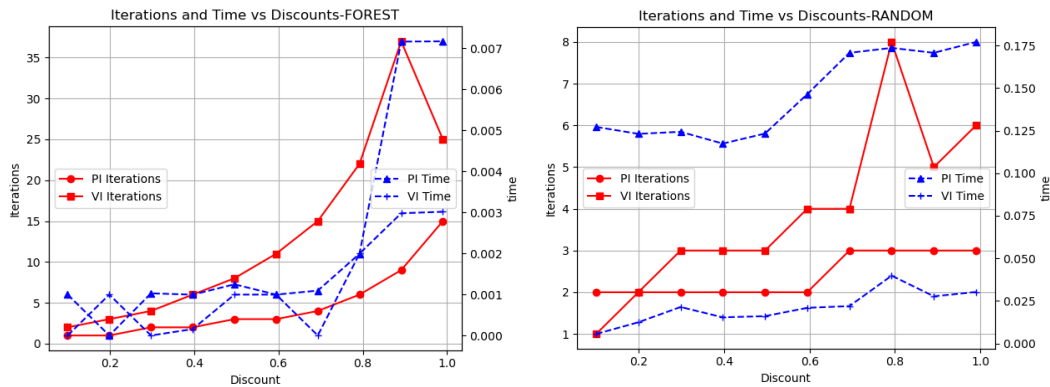 Iterations and Time vs Discounts-FOREST
Iterations
35
30
25
20
15
10
5
0
PI Iterations
VI Iterations
PI Time
VI Time
0.007
0.006
0.005
0.004
0.003
0.002
0.001
0.000
time
0.2
0.4
0.6
0.8
1.0
Discount
Iterations and Time vs Discounts-RANDOM
Iterations
8
7
6
5
4
3
2
1
PI Iterations
VI Iterations
PI Time
VI Time
0.175
0.150
0.125
0.100
0.075
0.050
0.025
0.000
time
0.2
0.4
0.6
0.8
1.0
Discount